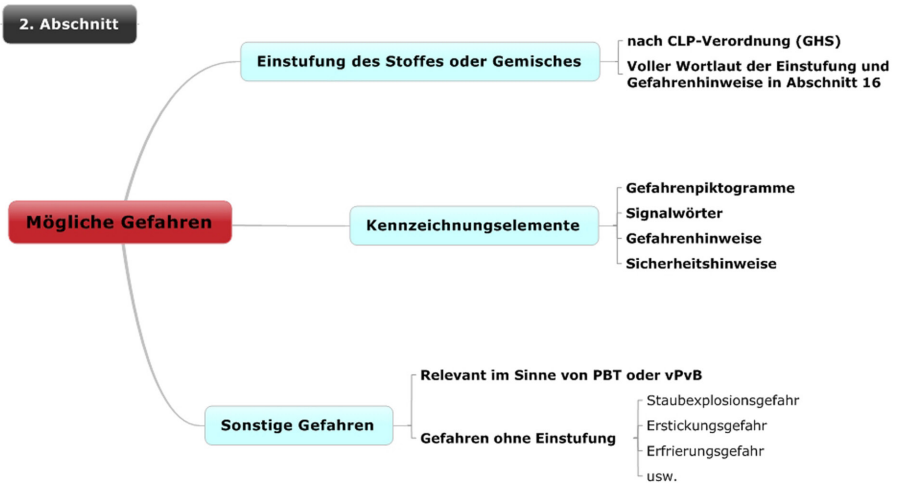 2. Abschnitt
Einstufung des Stoffes oder Gemisches
nach CLP-Verordnung (GHS)
Voller Wortlaut der Einstufung und
Gefahrenhinweise in Abschnitt 16
Mögliche Gefahren
Kennzeichnungselemente
Gefahrenpiktogramme
Signalwörter
Gefahrenhinweise
Sicherheitshinweise
Sonstige Gefahren
Relevant im Sinne von PBT oder vPvB
Gefahren ohne Einstufung
Staubexplosionsgefahr
Erstickungsgefahr
Erfrierungsgefahr
usw.